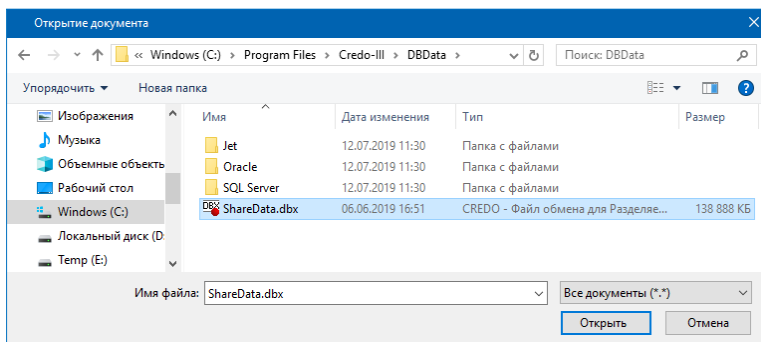 Открытие документа
« Windows (C:) › Program Files › Credo-III › DBData ›
Поиск: DBData
Упорядочить Новая папка
Изображения
Музыка
Объемные объекть
Рабочий стол
Windows (C:)
Локальный диск (D:
Temp (E:)
Имя Дата изменения Тип Размер
Jet 12.07.2019 11:30 Папка с файлами
Oracle 12.07.2019 11:30 Папка с файлами
SQL Server 12.07.2019 11:30 Папка с файлами
DBX ShareData.dbx 06.06.2019 16:51 CREDO - Файл обмена для Разделяе... 138 888 КБ
Имя файла: ShareData.dbx Все документы (*.*)
Открыть Отмена